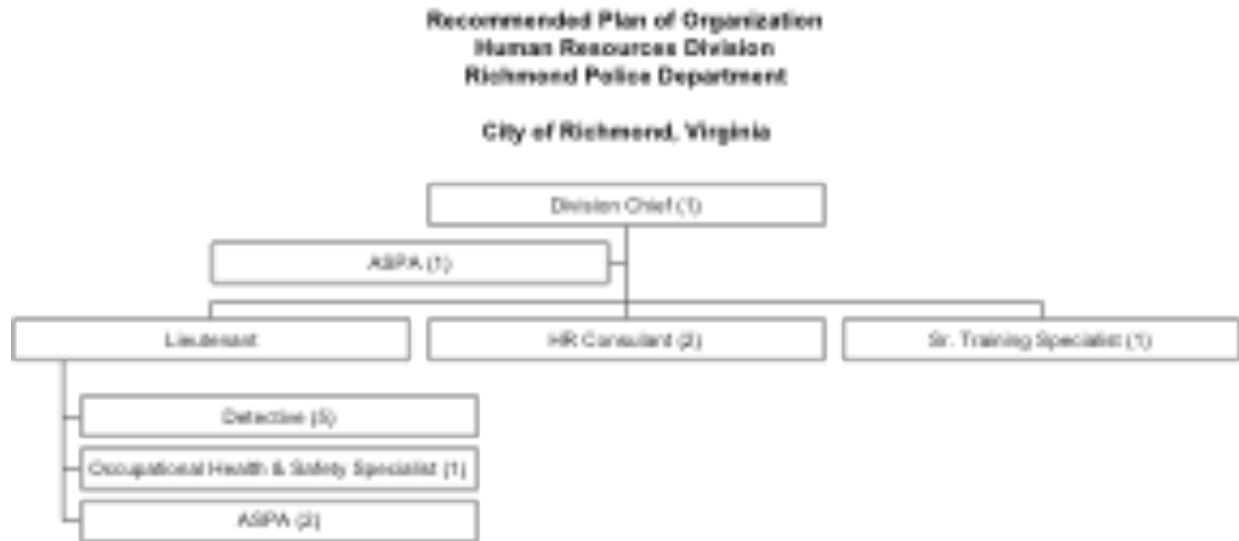 Recommended Plan of Organization
Human Resources Division
Richmond Police Department
City of Richmond, Virginia
Division Chief (1)
ASPA (1)
Lieutenant
HR Consulant (2)
Sr. Training Specialist (1)
Detective (5)
Occupational Health & Safety Specialist (1)
ASPA (2)